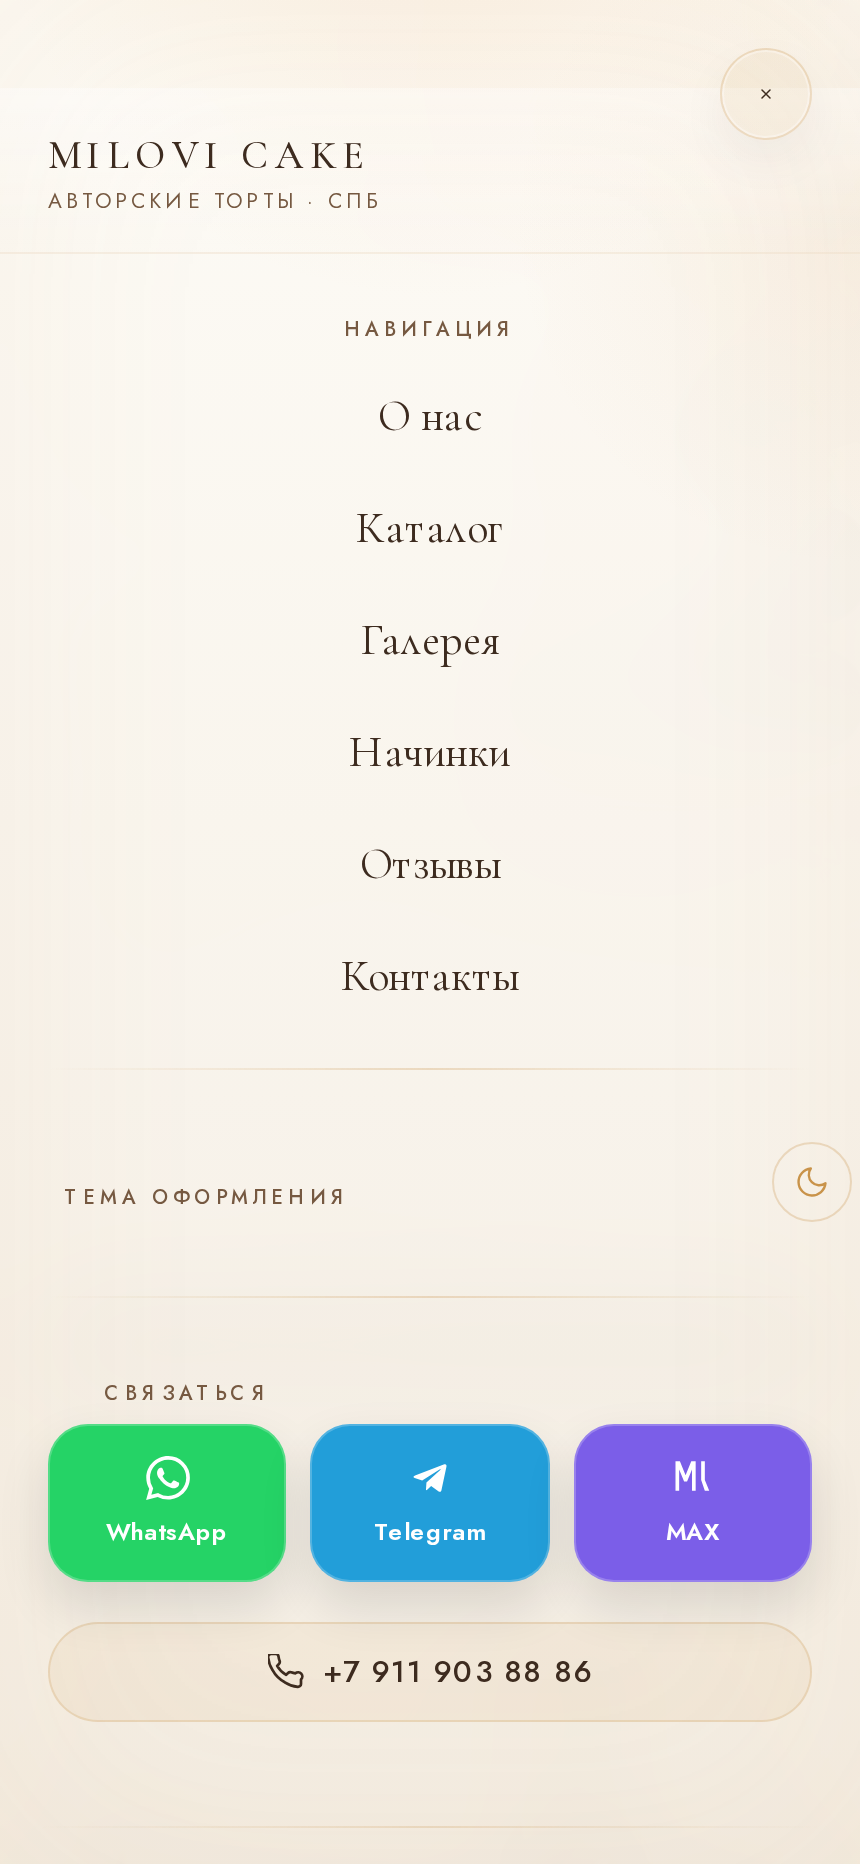 MILOVI CAKE
АВТОРСКИЕ ТОРТЫ · СПБ
НАВИГАЦИЯ
О нас
Каталог
Галерея
Начинки
Отзывы
Контакты
ТЕМА ОФОРМЛЕНИЯ
СВЯЗАТЬСЯ
WhatsApp
Telegram
MAX
+7 911 903 88 86